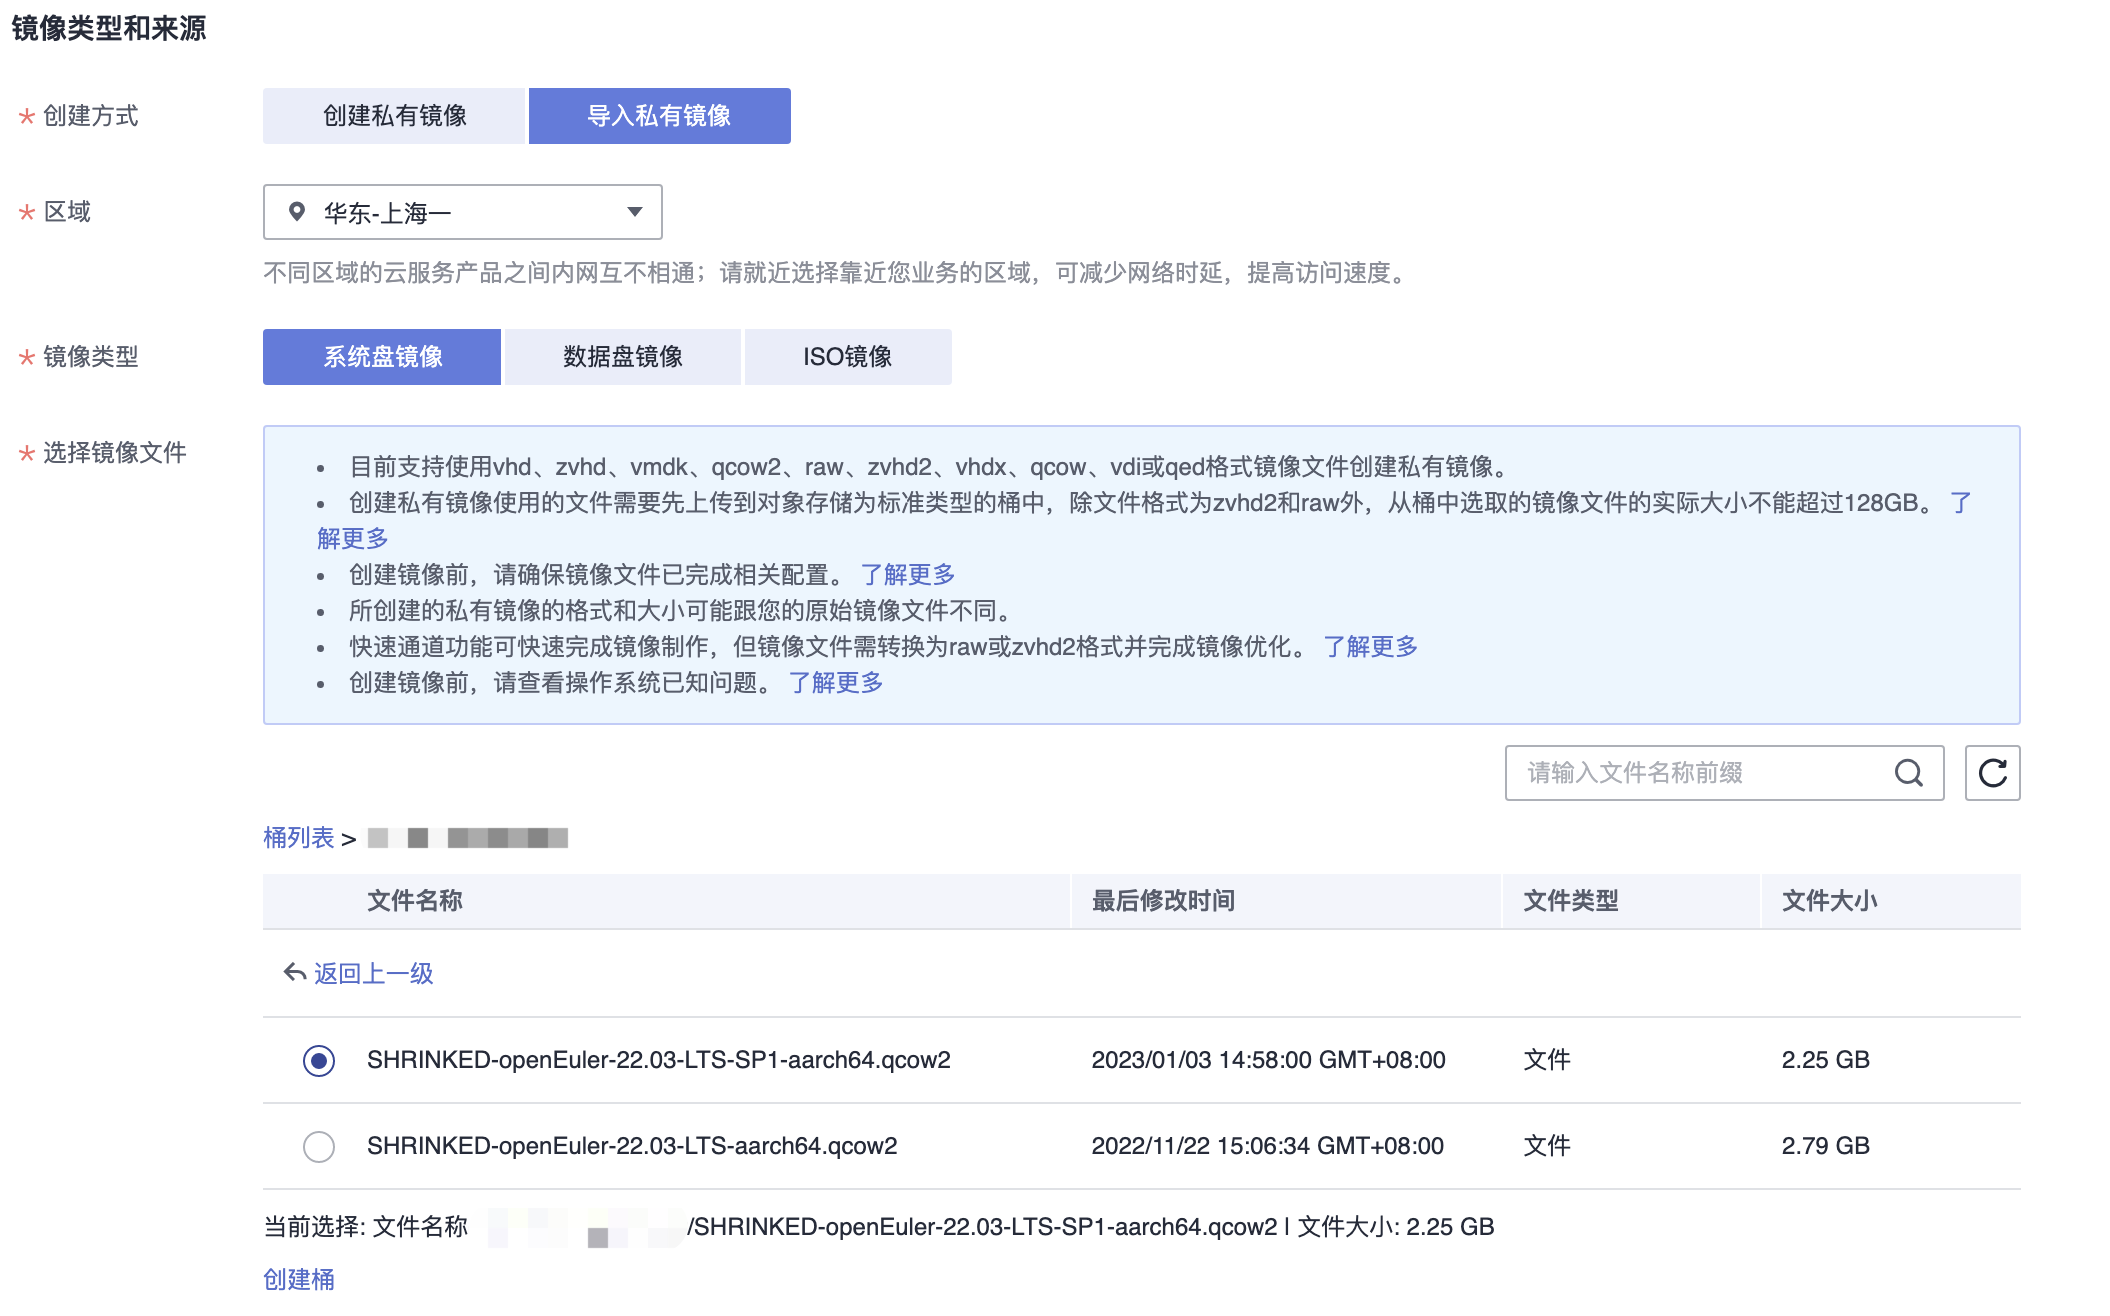 镜像类型和来源
* 创建方式 创建私有镜像 导入私有镜像
* 区域 华东-上海一
不同区域的云服务产品之间内网互不相通；请就近选择靠近您业务的区域，可减少网络时延，提高访问速度。
* 镜像类型 系统盘镜像 数据盘镜像 ISO镜像
* 选择镜像文件
• 目前支持使用vhd、zvhd、vmdk、qcow2、raw、zvhd2、vhdx、qcow、vdi或qed格式镜像文件创建私有镜像。
• 创建私有镜像使用的文件需要先上传到对象存储为标准类型的桶中，除文件格式为zvhd2和raw外，从桶中选取的镜像文件的实际大小不能超过128GB。 了
解更多
• 创建镜像前，请确保镜像文件已完成相关配置。 了解更多
• 所创建的私有镜像的格式和大小可能跟您的原始镜像文件不同。
• 快速通道功能可快速完成镜像制作，但镜像文件需转换为raw或zvhd2格式并完成镜像优化。 了解更多
• 创建镜像前，请查看操作系统已知问题。 了解更多
请输入文件名称前缀
桶列表 >
文件名称 最后修改时间 文件类型 文件大小
返回上一级
SHRINKED-openEuler-22.03-LTS-SP1-aarch64.qcow2 2023/01/03 14:58:00 GMT+08:00 文件 2.25 GB
SHRINKED-openEuler-22.03-LTS-aarch64.qcow2 2022/11/22 15:06:34 GMT+08:00 文件 2.79 GB
当前选择: 文件名称 /SHRINKED-openEuler-22.03-LTS-SP1-aarch64.qcow2 | 文件大小: 2.25 GB
创建桶